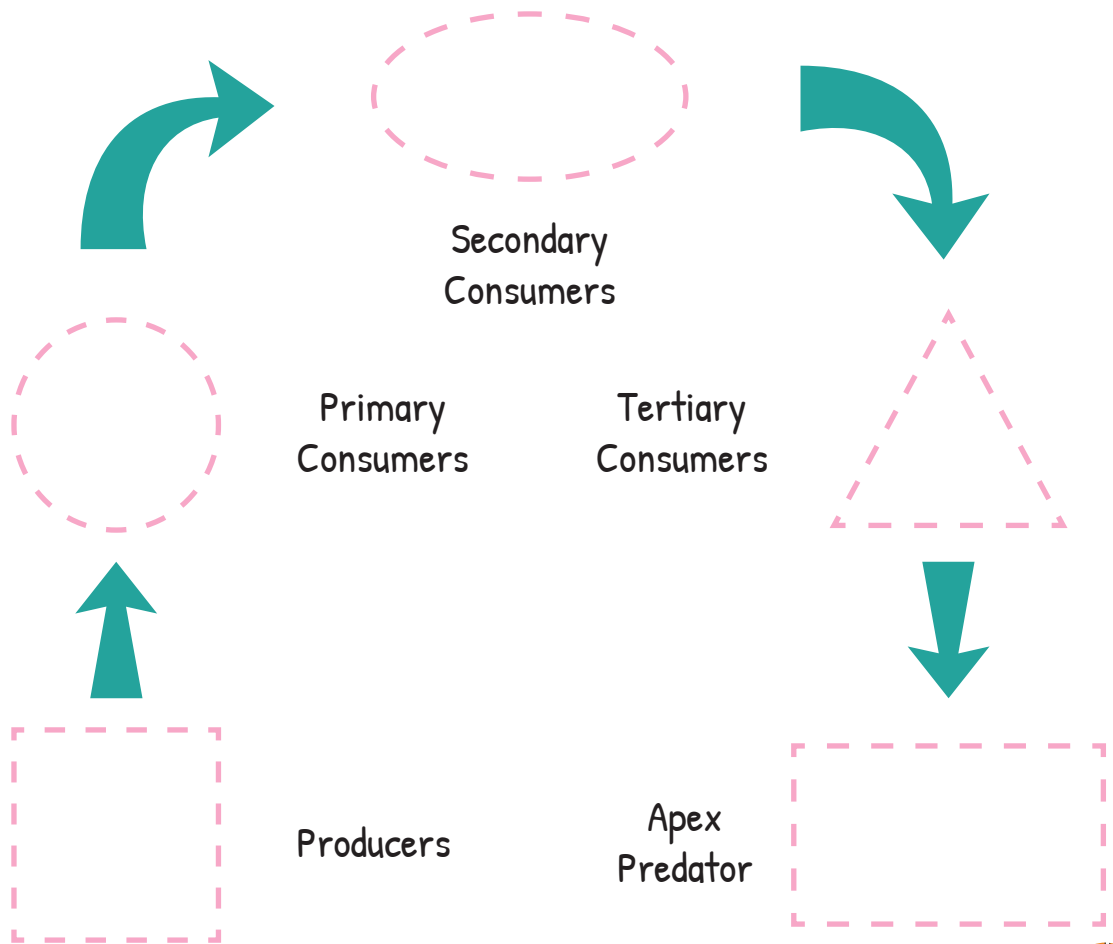 Secondary
Consumers
Primary
Consumers
Tertiary
Consumers
Producers
Apex
Predator